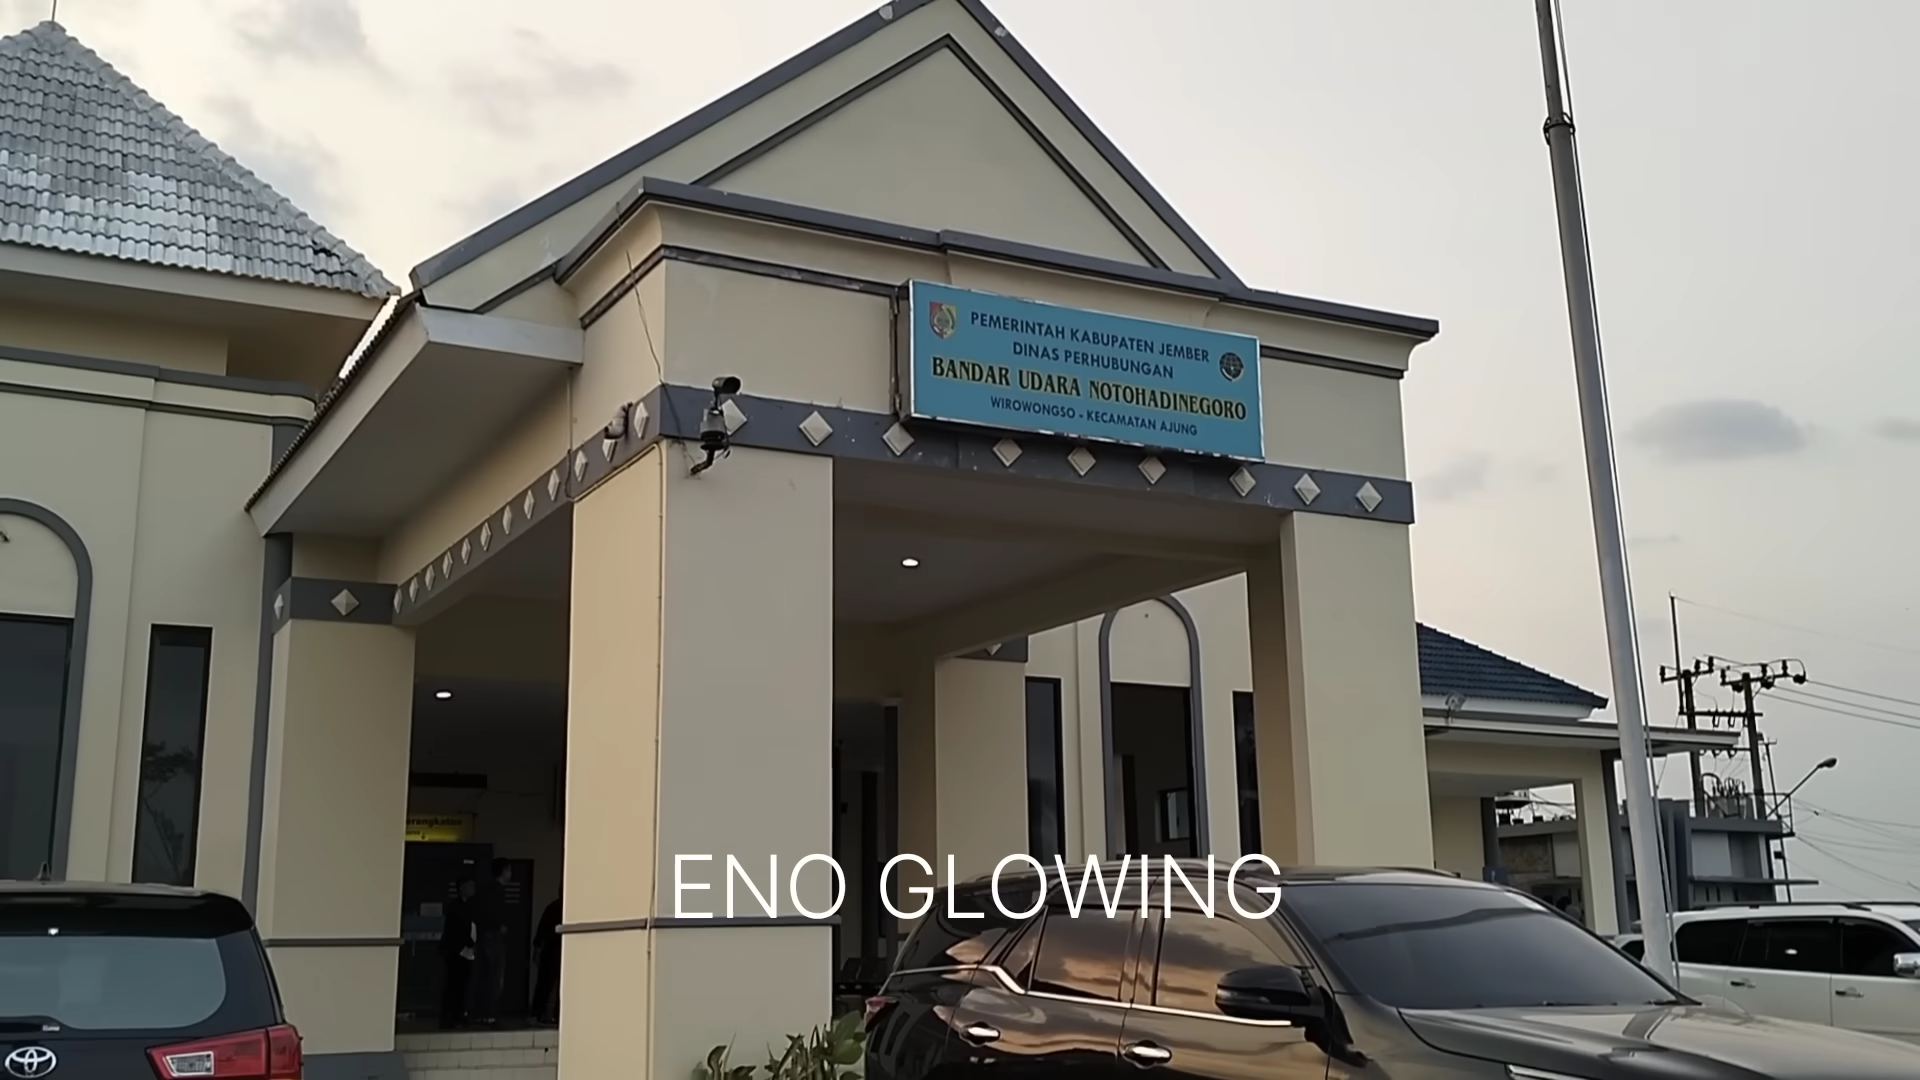 PEMERINTAH KABUPATEN JEMBER
DINAS PERHUBUNGAN
BANDAR UDARA NOTOHADINEGORO
WIROWONGSO - KECAMATAN AJUNG
ENO GLOWING